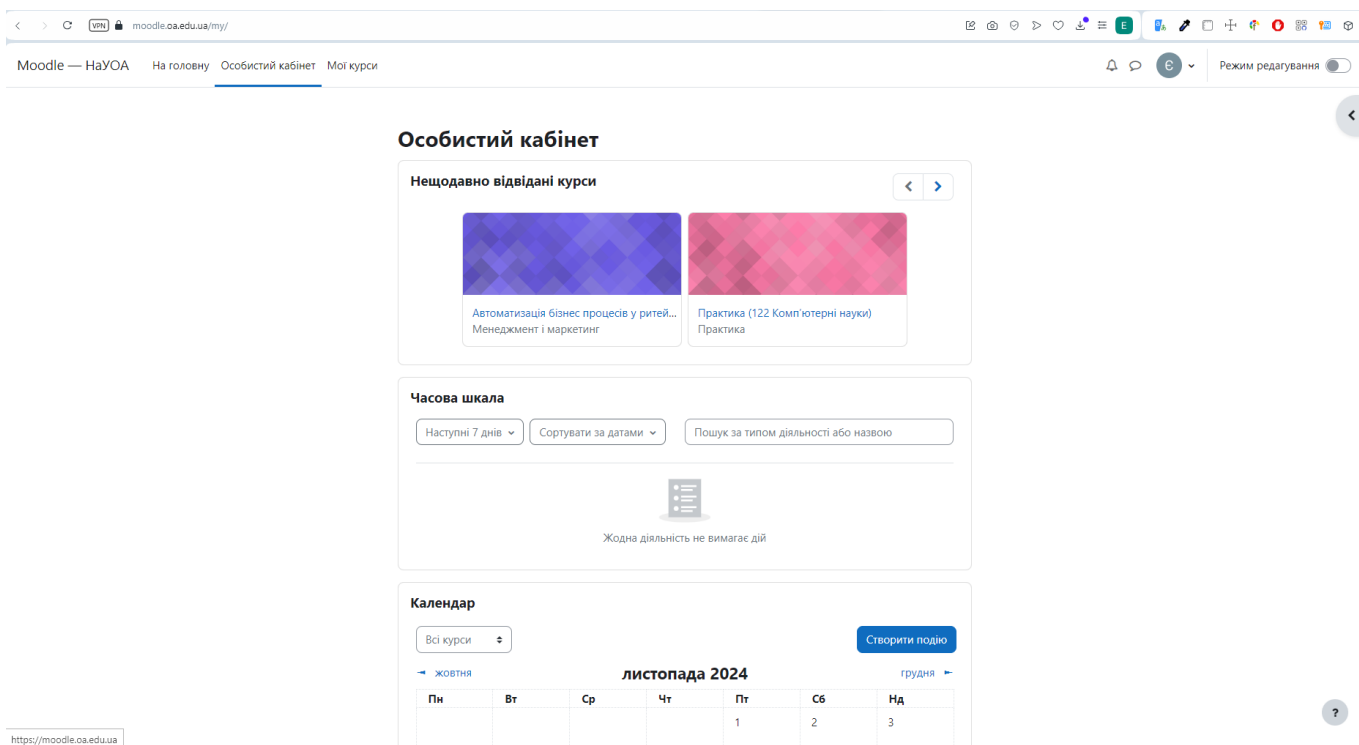 VPN moodle.oa.edu.ua/my/ E
Moodle — НаУОА На головну Особистий кабінет Мої курси Є Режим редагування
Особистий кабінет
Нещодавно відвідані курси
Автоматизація бізнес процесів у ритей...
Менеджмент і маркетинг
Практика (122 Комп'ютерні науки)
Практика
Часова шкала
Наступні 7 днів Сортувати за датами Пошук за типом діяльності або назвою
Жодна діяльність не вимагає дій
Календар
Всі курси Створити подію
◄ жовтня листопада 2024 грудня ►
Пн Вт Ср Чт Пт Сб Нд
1 2 3
?
https://moodle.oa.edu.ua